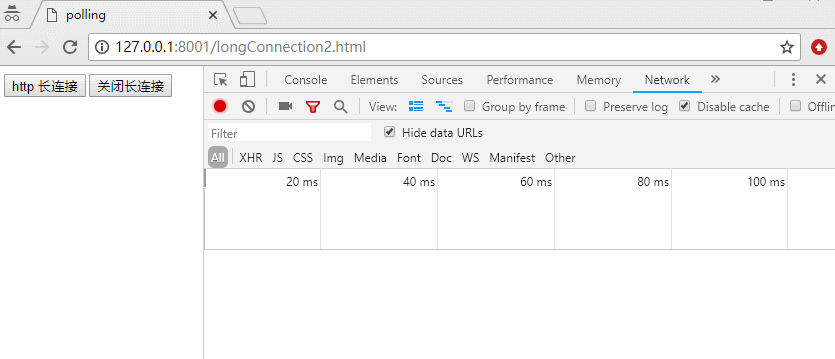 polling
127.0.0.1:8001/longConnection2.html
http 长连接 关闭长连接
Console Elements Sources Performance Memory Network
View: Group by frame Preserve log Disable cache Offlin
Filter Hide data URLs
All XHR JS CSS Img Media Font Doc WS Manifest Other
20 ms 40 ms 60 ms 80 ms 100 ms